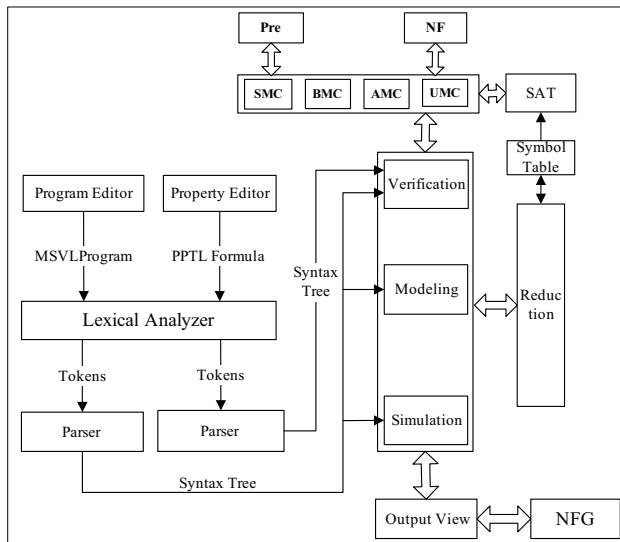 Pre
NF
SMC
BMC
AMC
UMC
SAT
Symbol
Table
Program Editor
Property Editor
Verification
MSVLProgram
PPTL Formula
Syntax
Tree
Lexical Analyzer
Modeling
Reduc
tion
Tokens
Tokens
Parser
Parser
Simulation
Syntax Tree
Output View
NFG